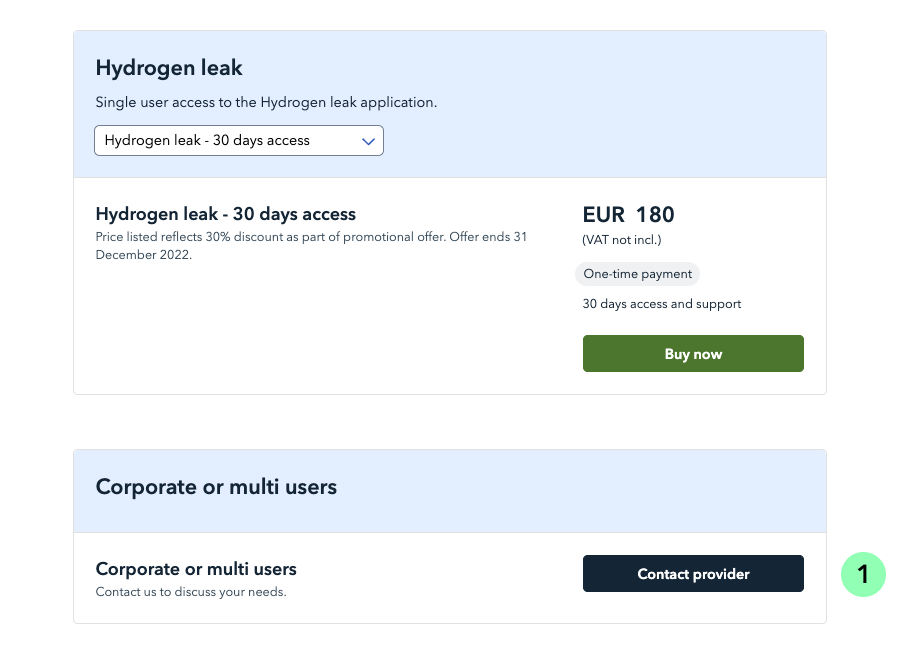 Hydrogen leak
Single user access to the Hydrogen leak application.
Hydrogen leak - 30 days access
Hydrogen leak - 30 days access
Price listed reflects 30% discount as part of promotional offer. Offer ends 31
December 2022.
EUR 180
(VAT not incl.)
One-time payment
30 days access and support
Buy now
Corporate or multi users
Corporate or multi users
Contact us to discuss your needs.
Contact provider
1